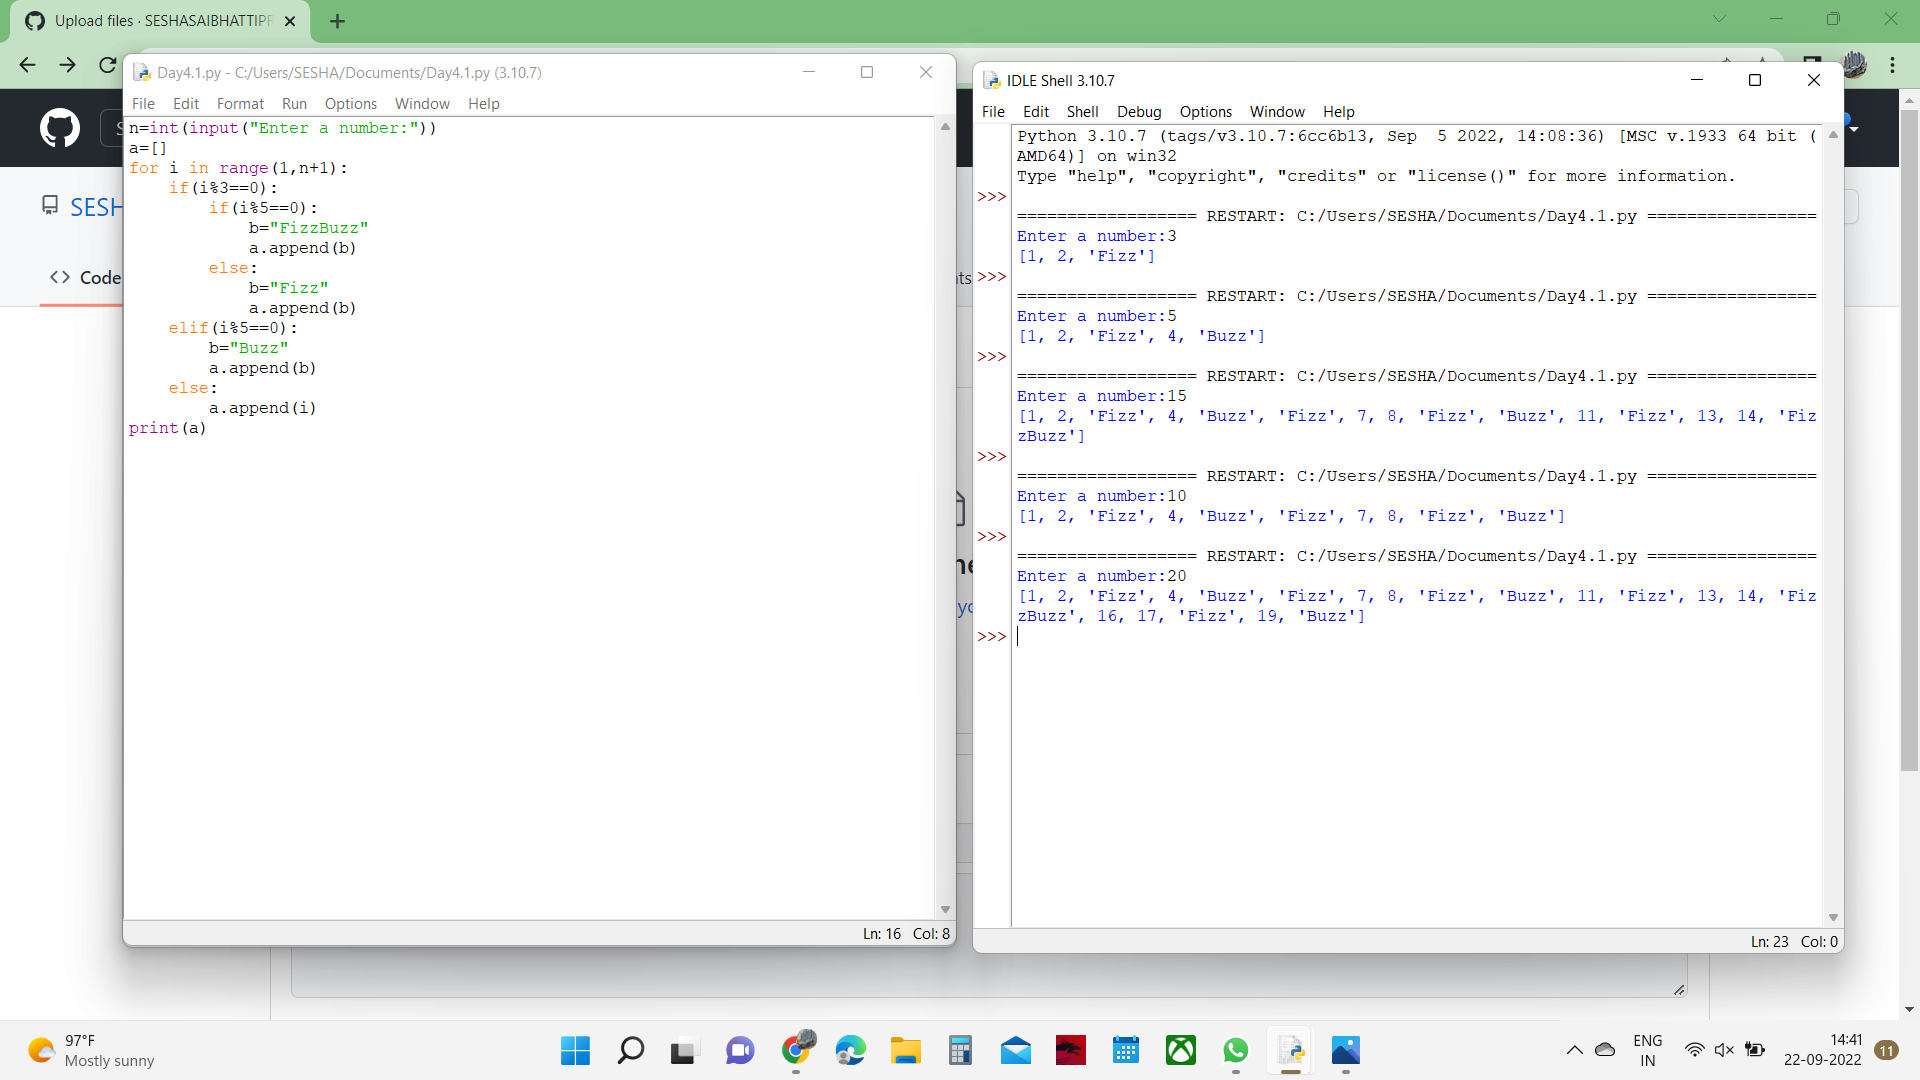 Upload files · SESHASAIBHATTIPR
Day4.1.py - C:/Users/SESHA/Documents/Day4.1.py (3.10.7)
File Edit Format Run Options Window Help
n=int(input("Enter a number:"))
a=[]
for i in range(1,n+1):
    if(i%3==0):
        if(i%5==0):
            b="FizzBuzz"
            a.append(b)
        else:
            b="Fizz"
            a.append(b)
    elif(i%5==0):
        b="Buzz"
        a.append(b)
    else:
        a.append(i)
print(a)
Ln: 16 Col: 8
SESH
<> Code
IDLE Shell 3.10.7
File Edit Shell Debug Options Window Help
Python 3.10.7 (tags/v3.10.7:6cc6b13, Sep  5 2022, 14:08:36) [MSC v.1933 64 bit (
AMD64)] on win32
Type "help", "copyright", "credits" or "license()" for more information.
>>>
================== RESTART: C:/Users/SESHA/Documents/Day4.1.py =================
Enter a number:3
[1, 2, 'Fizz']
>>>
================== RESTART: C:/Users/SESHA/Documents/Day4.1.py =================
Enter a number:5
[1, 2, 'Fizz', 4, 'Buzz']
>>>
================== RESTART: C:/Users/SESHA/Documents/Day4.1.py =================
Enter a number:15
[1, 2, 'Fizz', 4, 'Buzz', 'Fizz', 7, 8, 'Fizz', 'Buzz', 11, 'Fizz', 13, 14, 'Fiz
zBuzz']
>>>
================== RESTART: C:/Users/SESHA/Documents/Day4.1.py =================
Enter a number:10
[1, 2, 'Fizz', 4, 'Buzz', 'Fizz', 7, 8, 'Fizz', 'Buzz']
>>>
================== RESTART: C:/Users/SESHA/Documents/Day4.1.py =================
Enter a number:20
[1, 2, 'Fizz', 4, 'Buzz', 'Fizz', 7, 8, 'Fizz', 'Buzz', 11, 'Fizz', 13, 14, 'Fiz
zBuzz', 16, 17, 'Fizz', 19, 'Buzz']
>>>
Ln: 23 Col: 0
97°F
Mostly sunny
ENG
IN
14:41
22-09-2022
11